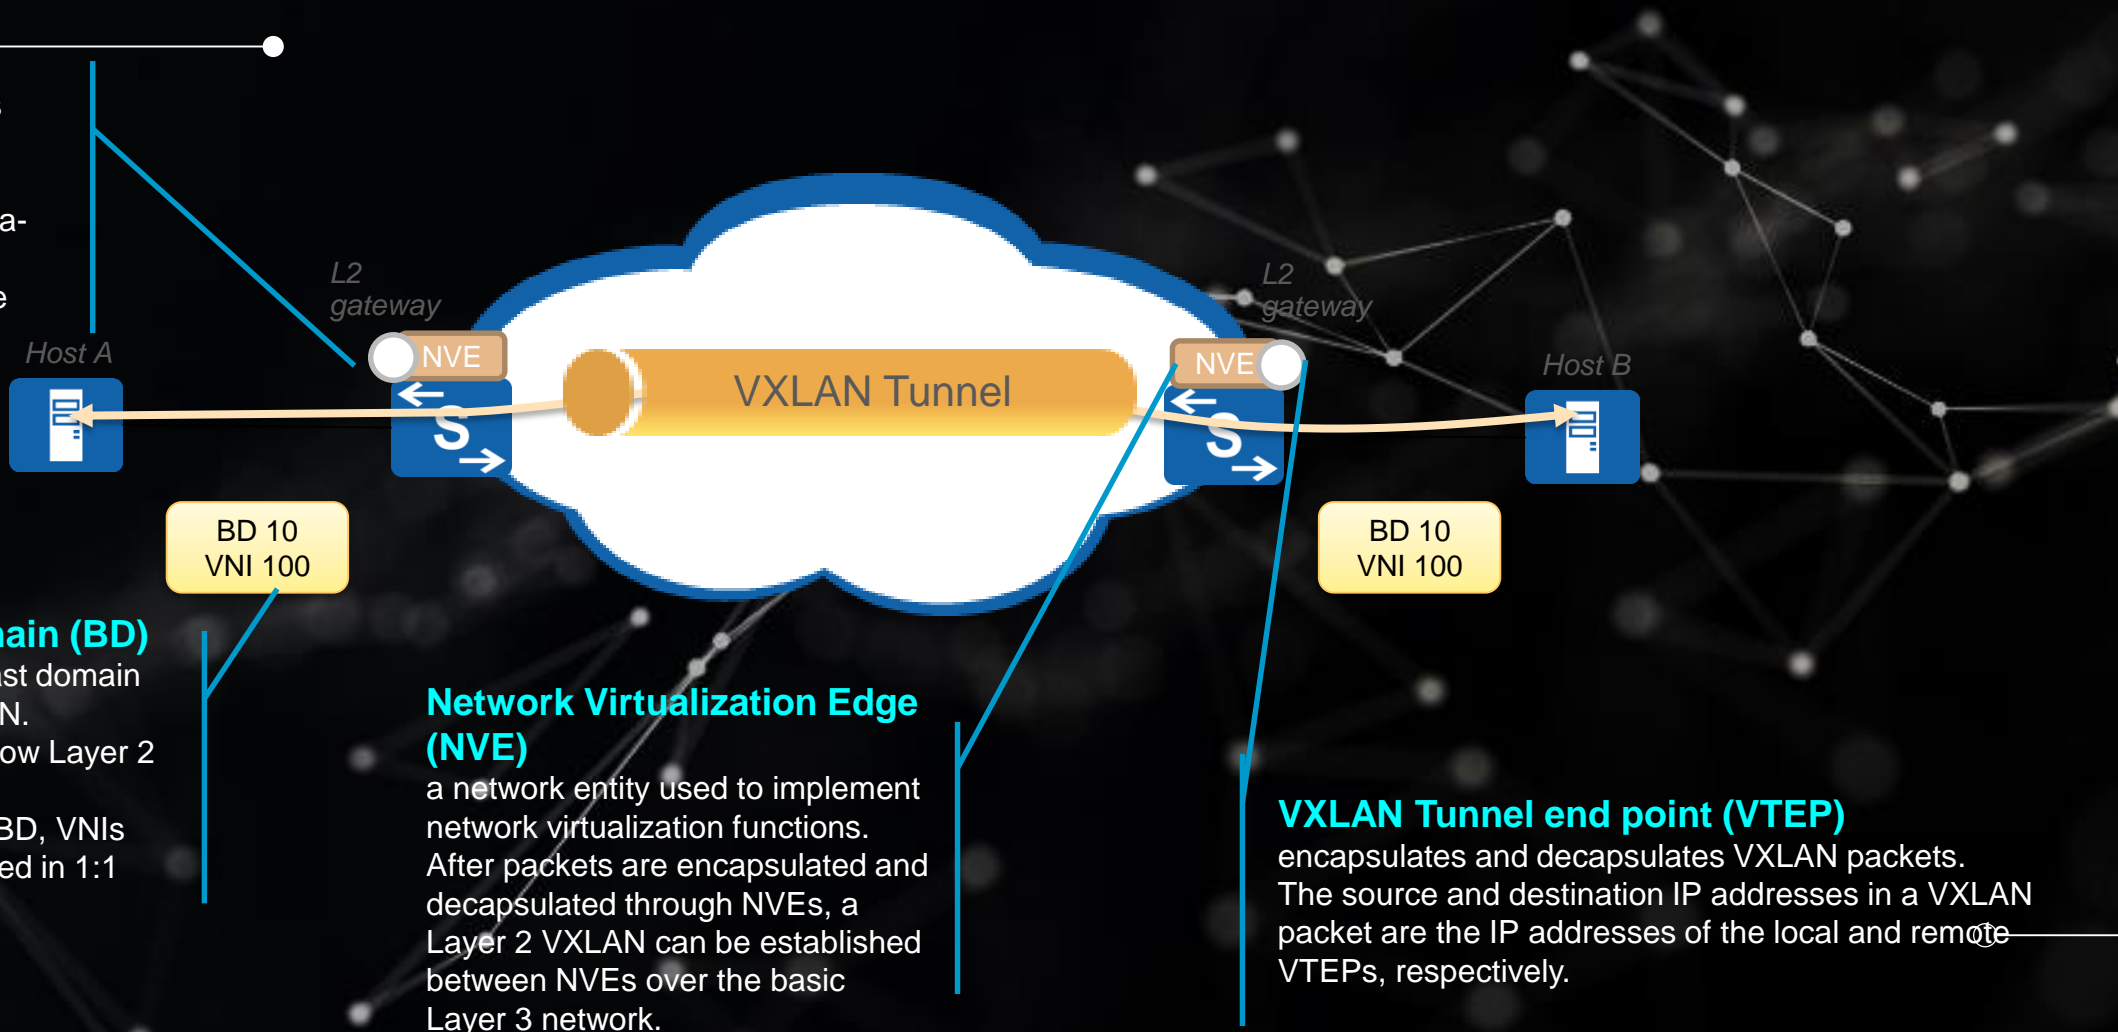 a-
L2
gateway
L2
gateway
Host A
NVE
VXLAN Tunnel
NVE
Host B
S
S
BD 10
VNI 100
BD 10
VNI 100
(BD)
domain
N.
Layer 2
BD, VNIs
in 1:1
Network Virtualization Edge
(NVE)
a network entity used to implement
network virtualization functions.
After packets are encapsulated and
decapsulated through NVEs, a
Layer 2 VXLAN can be established
between NVEs over the basic
Layer 3 network.
VXLAN Tunnel end point (VTEP)
encapsulates and decapsulates VXLAN packets.
The source and destination IP addresses in a VXLAN
packet are the IP addresses of the local and remote
VTEPs, respectively.